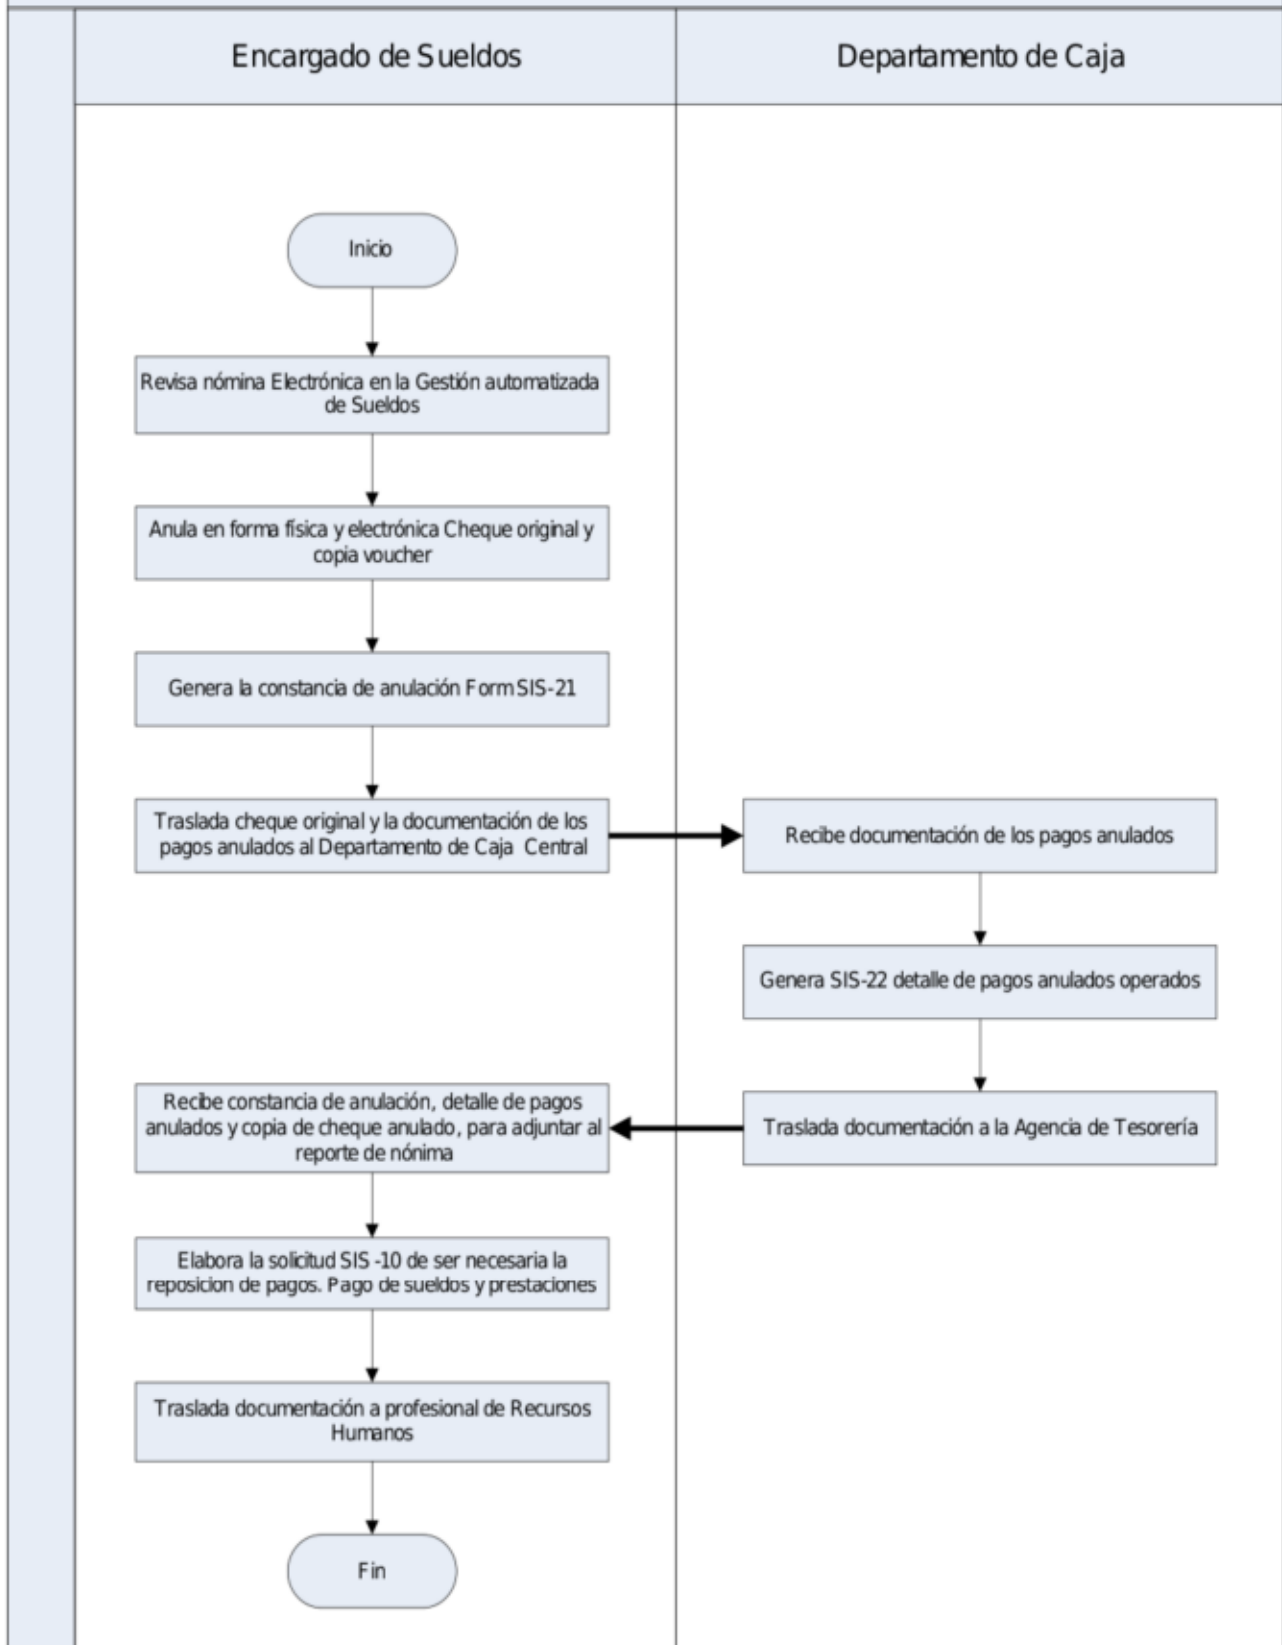 Encargado de Sueldos
Departamento de Caja
Inicio
Revisa nómina Electrónica en la Gestión automatizada
de Sueldos
Anula en forma física y electrónica Cheque original y
copia voucher
Genera la constancia de anulación Form SIS-21
Traslada cheque original y la documentación de los
pagos anulados al Departamento de Caja Central
Recibe documentación de los pagos anulados
Genera SIS-22 detalle de pagos anulados operados
Traslada documentación a la Agencia de Tesorería
Recibe constancia de anulación, detalle de pagos
anulados y copia de cheque anulado, para adjuntar al
reporte de nónima
Elabora la solicitud SIS -10 de ser necesaria la
reposicion de pagos. Pago de sueldos y prestaciones
Traslada documentación a profesional de Recursos
Humanos
Fin